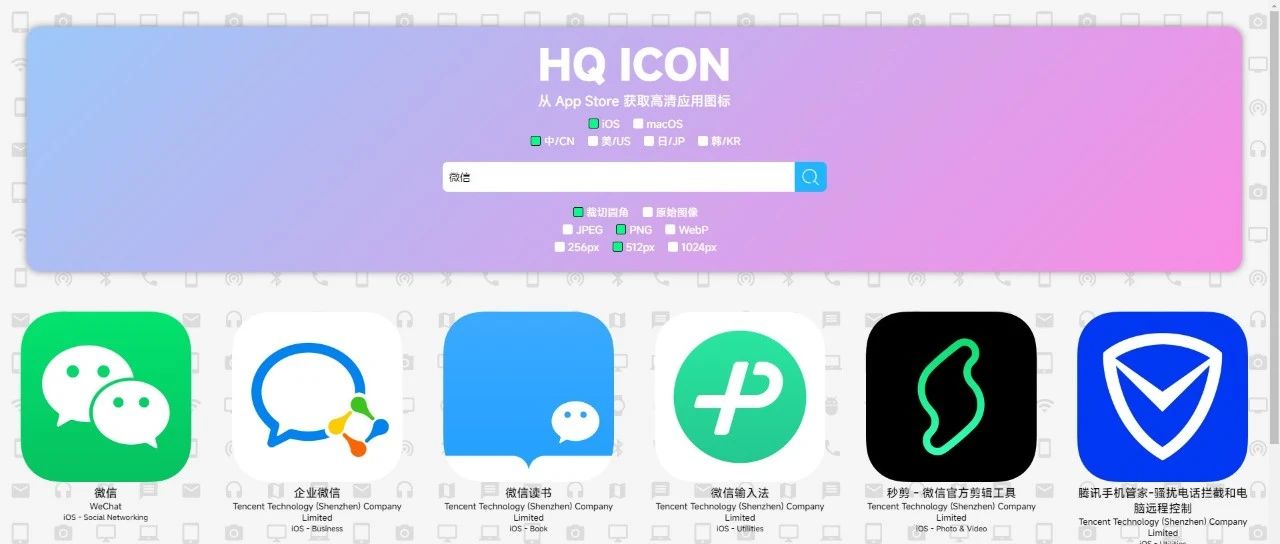 HQ ICON
从 App Store 获取高清应用图标
iOS macOS
中/CN 美/US 日/JP 韩/KR
微信
裁切圆角 原始图像
JPEG PNG WebP
256px 512px 1024px
微信
WeChat
iOS - Social Networking
企业微信
Tencent Technology (Shenzhen) Company
Limited
iOS - Business
微信读书
Tencent Technology (Shenzhen) Company
Limited
iOS - Book
微信输入法
Tencent Technology (Shenzhen) Company
Limited
iOS - Utilities
秒剪 - 微信官方剪辑工具
Tencent Technology (Shenzhen) Company
Limited
iOS - Photo & Video
腾讯手机管家-骚扰电话拦截和电
脑远程控制
Tencent Technology (Shenzhen) Company
Limited
iOS - Utilities